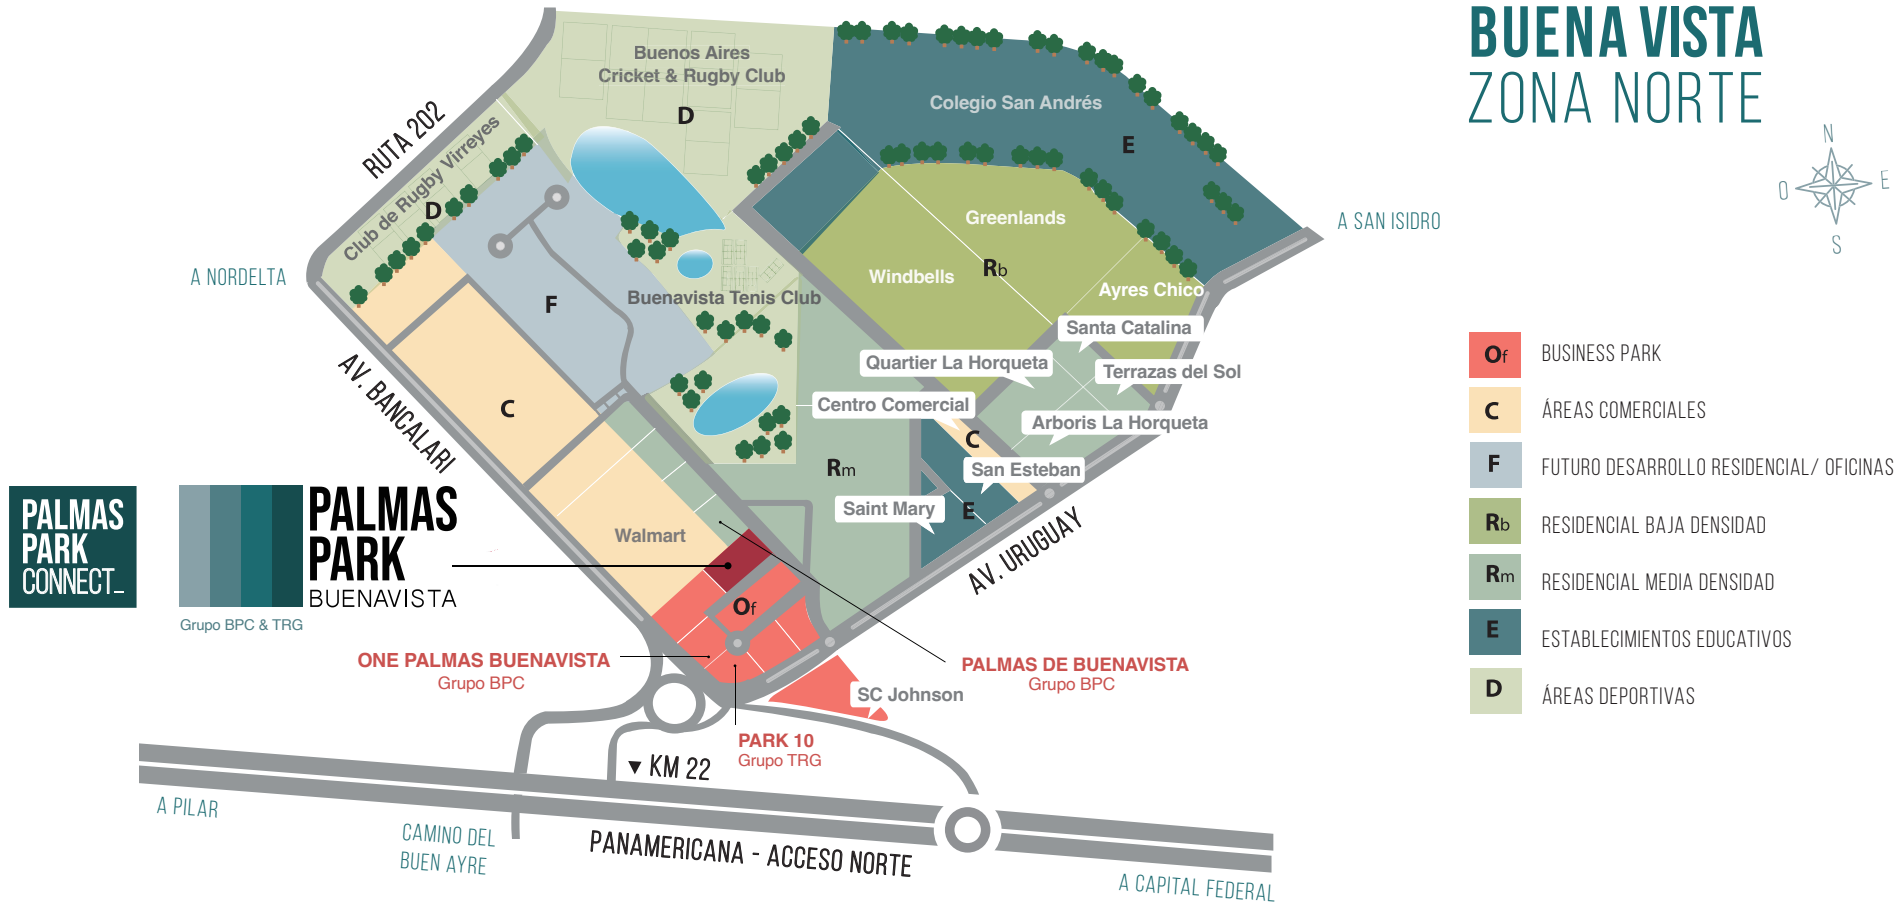 BUENA VISTA
ZONA NORTE
N
O
E
S
Buenos Aires
Cricket & Rugby Club
D
Colegio San Andrés
E
RUTA 202
Club de Rugby Virreyes
D
A SAN ISIDRO
A NORDELTA
Greenlands
Windbells
Rb
Ayres Chico
F
Buenavista Tenis Club
Santa Catalina
Quartier La Horqueta
Terrazas del Sol
Centro Comercial
Arboris La Horqueta
C
AV. BANCALARI
C
Rm
San Esteban
Saint Mary
E
AV. URUGUAY
Walmart
PALMAS
PARK
CONNECT_
PALMAS
PARK
BUENAVISTA
Grupo BPC & TRG
Of
ONE PALMAS BUENAVISTA
Grupo BPC
PALMAS DE BUENAVISTA
Grupo BPC
SC Johnson
PARK 10
Grupo TRG
▼ KM 22
A PILAR
CAMINO DEL
BUEN AYRE
PANAMERICANA - ACCESO NORTE
A CAPITAL FEDERAL
Of BUSINESS PARK
C ÁREAS COMERCIALES
F FUTURO DESARROLLO RESIDENCIAL/ OFICINAS
Rb RESIDENCIAL BAJA DENSIDAD
Rm RESIDENCIAL MEDIA DENSIDAD
E ESTABLECIMIENTOS EDUCATIVOS
D ÁREAS DEPORTIVAS